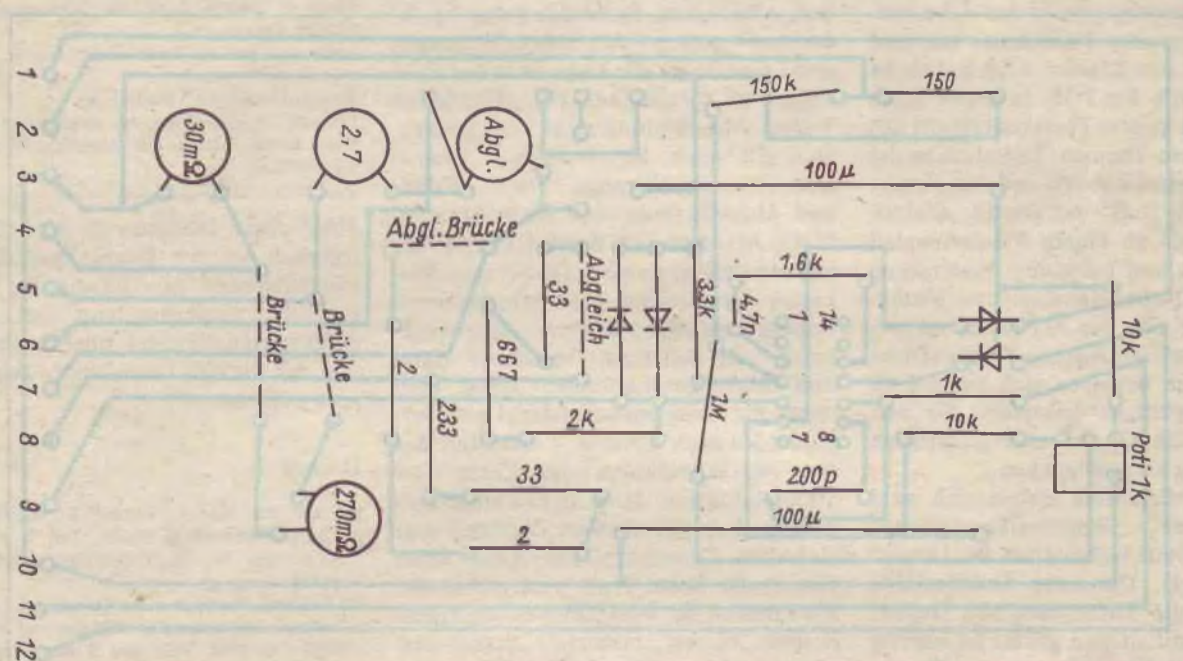 1
2
3
4
5
6
7
8
9
10
11
12
30mΩ
2,7
Abgl.
150k
150
100µ
Abgl. Brücke
Brücke
Brücke
33
Abgleich
3,3k
1,6k
4,7n
1
14
7
8
2
667
233
2k
1M
1k
10k
10k
Poti 1k
33
200p
100µ
270mΩ
2